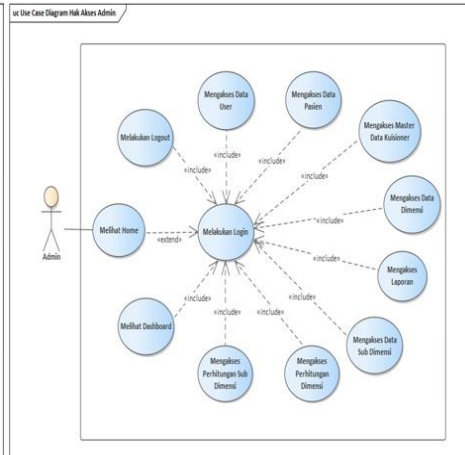 uc Use Case Diagram Hak Akses Admin
Mengakses Data
User
Mengakses Data
Pasien
Melakukan Logout
Mengakses Master
Data Kuisioner
«include»
«include»
«include»
«include»
«include»
Mengakses Data
Dimensi
Admin
Melihat Home
«extend»
Melakukan Login
«include»
Mengakses
Laporan
«include»
«include»
«include»
«include»
«include»
Melihat Dashboard
Mengakses
Perhitungan Sub
Dimensi
Mengakses
Perhitungan
Dimensi
Mengakses Data
Sub Dimensi